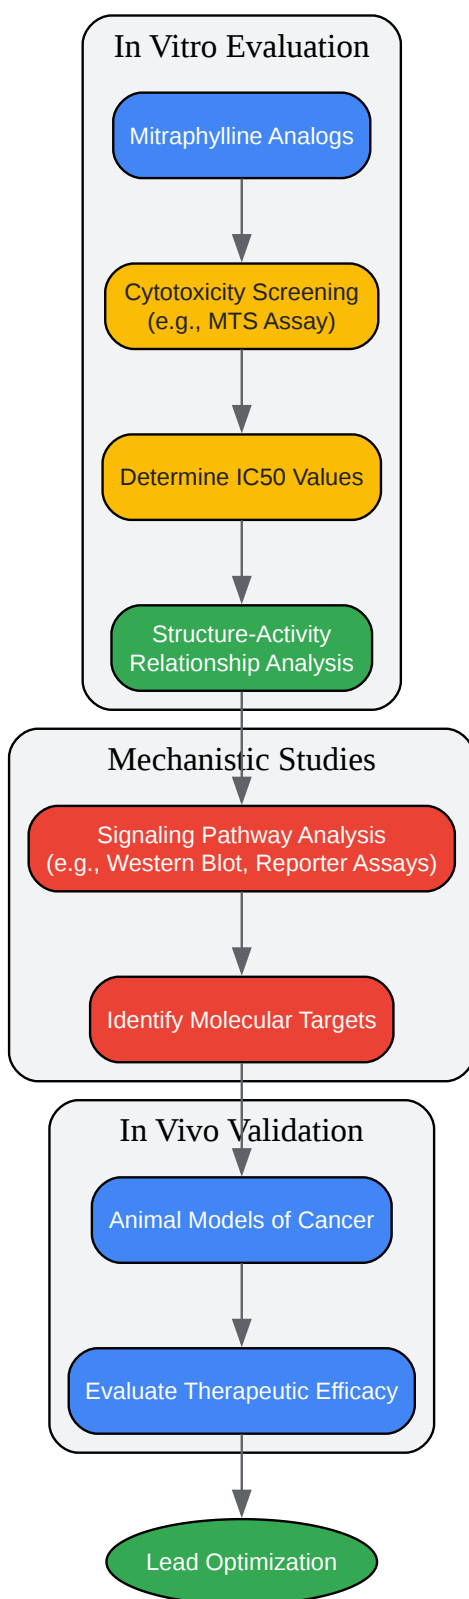 In Vitro Evaluation
Mitraphylline Analogs
Cytotoxicity Screening
(e.g., MTS Assay)
Determine IC50 Values
Structure-Activity
Relationship Analysis
Mechanistic Studies
Signaling Pathway Analysis
(e.g., Western Blot, Reporter Assays)
Identify Molecular Targets
In Vivo Validation
Animal Models of Cancer
Evaluate Therapeutic Efficacy
Lead Optimization